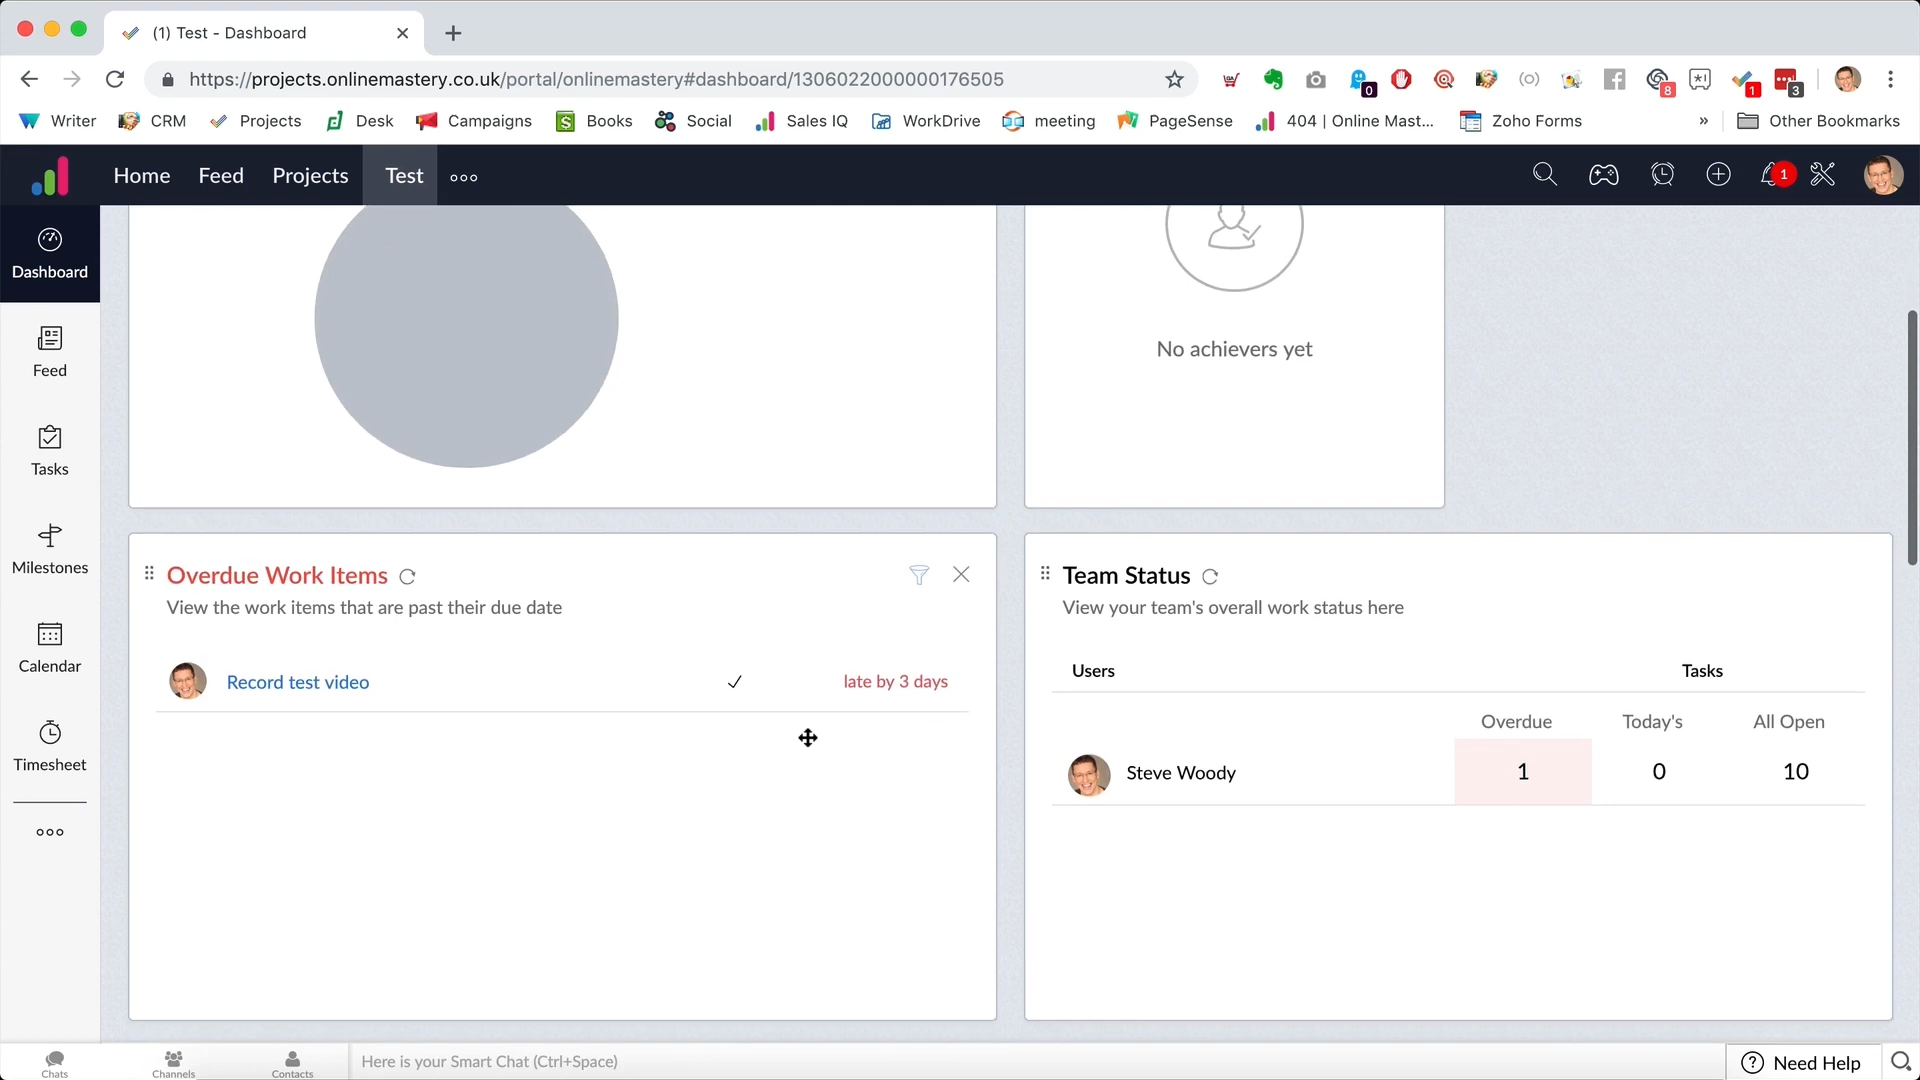 (1) Test - Dashboard
https://projects.onlinemastery.co.uk/portal/onlinemastery#dashboard/1306022000000176505
0
8
1
3
Writer CRM Projects Desk Campaigns Books Social Sales IQ WorkDrive meeting PageSense 404 | Online Mast... Zoho Forms » Other Bookmarks
Home Feed Projects Test
1
Dashboard
Feed
Tasks
Milestones
Calendar
Timesheet
No achievers yet
Overdue Work Items
View the work items that are past their due date
Record test video late by 3 days
Team Status
View your team's overall work status here
Users Tasks
Overdue Today's All Open
Steve Woody 1 0 10
Chats Channels Contacts
Here is your Smart Chat (Ctrl+Space)
Need Help